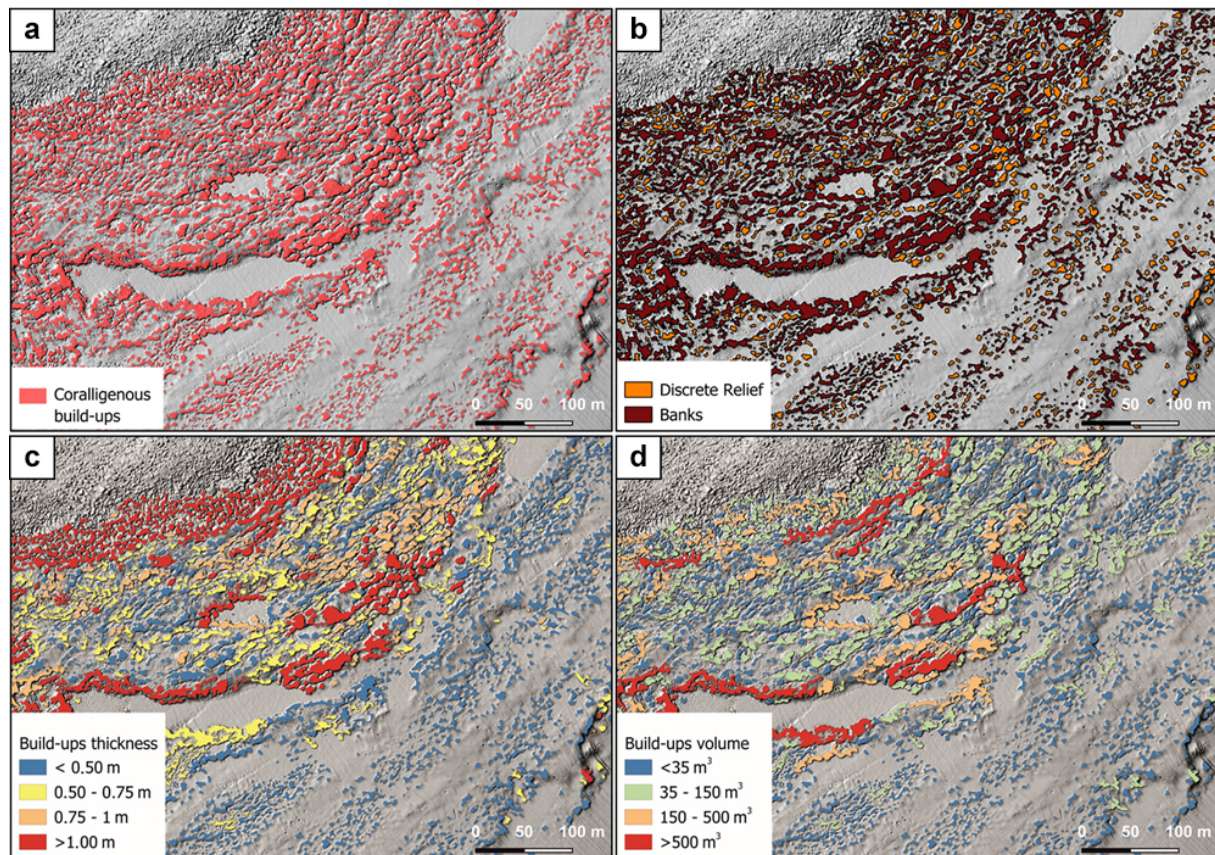 a
Coralligenous
build-ups
0 50 100 m
b
Discrete Relief
Banks
0 50 100 m
c
Build-ups thickness
< 0.50 m
0.50 - 0.75 m
0.75 - 1 m
>1.00 m
0 50 100 m
d
Build-ups volume
<35 m³
35 - 150 m³
150 - 500 m³
>500 m³
0 50 100 m